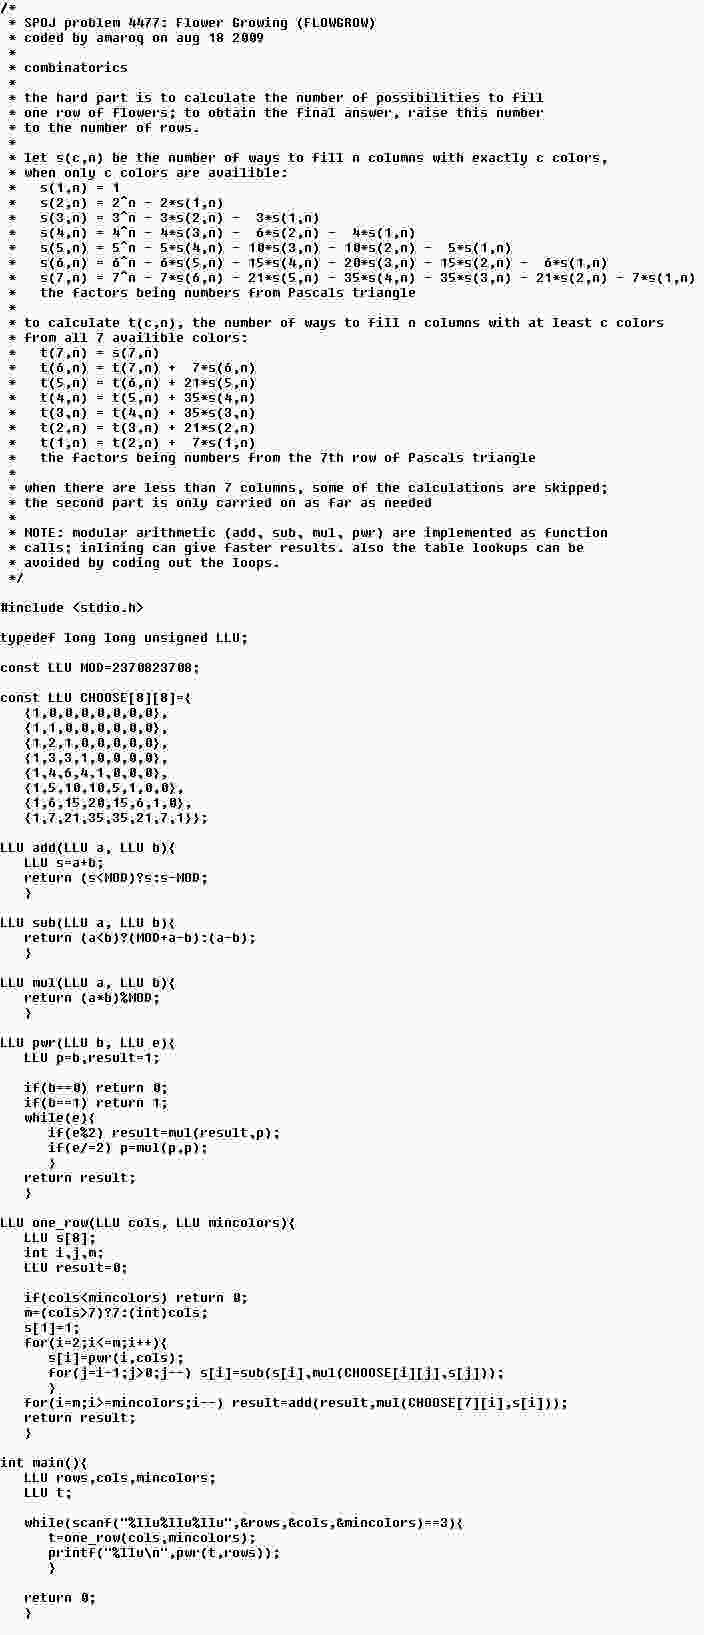 /*
 * SPOJ problem 4477: Flower Growing (FLOWGROW)
 * coded by amaroq on aug 18 2009
 *
 * combinatorics
 *
 * the hard part is to calculate the number of possibilities to fill
 * one row of flowers; to obtain the final answer, raise this number
 * to the number of rows.
 *
 * let s(c,n) be the number of ways to fill n columns with exactly c colors,
 * when only c colors are availible:
 *   s(1,n) = 1
 *   s(2,n) = 2^n - 2*s(1,n)
 *   s(3,n) = 3^n - 3*s(2,n) -  3*s(1,n)
 *   s(4,n) = 4^n - 4*s(3,n) -  6*s(2,n) -  4*s(1,n)
 *   s(5,n) = 5^n - 5*s(4,n) - 10*s(3,n) - 10*s(2,n) -  5*s(1,n)
 *   s(6,n) = 6^n - 6*s(5,n) - 15*s(4,n) - 20*s(3,n) - 15*s(2,n) -  6*s(1,n)
 *   s(7,n) = 7^n - 7*s(6,n) - 21*s(5,n) - 35*s(4,n) - 35*s(3,n) - 21*s(2,n) - 7*s(1,n)
 *   the factors being numbers from Pascals triangle
 *
 * to calculate t(c,n), the number of ways to fill n columns with at least c colors
 * from all 7 availible colors:
 *   t(7,n) = s(7,n)
 *   t(6,n) = t(7,n) +  7*s(6,n)
 *   t(5,n) = t(6,n) + 21*s(5,n)
 *   t(4,n) = t(5,n) + 35*s(4,n)
 *   t(3,n) = t(4,n) + 35*s(3,n)
 *   t(2,n) = t(3,n) + 21*s(2,n)
 *   t(1,n) = t(2,n) +  7*s(1,n)
 *   the factors being numbers from the 7th row of Pascals triangle
 *
 * when there are less than 7 columns, some of the calculations are skipped;
 * the second part is only carried on as far as needed
 *
 * NOTE: modular arithmetic (add, sub, mul, pwr) are implemented as function
 * calls; inlining can give faster results. also the table lookups can be
 * avoided by coding out the loops.
 */

#include <stdio.h>

typedef long long unsigned LLU;

const LLU MOD=2370823708;

const LLU CHOOSE[8][8]={
   {1,0,0,0,0,0,0,0},
   {1,1,0,0,0,0,0,0},
   {1,2,1,0,0,0,0,0},
   {1,3,3,1,0,0,0,0},
   {1,4,6,4,1,0,0,0},
   {1,5,10,10,5,1,0,0},
   {1,6,15,20,15,6,1,0},
   {1,7,21,35,35,21,7,1}};

LLU add(LLU a, LLU b){
   LLU s=a+b;
   return (s<MOD)?s:s-MOD;
   }

LLU sub(LLU a, LLU b){
   return (a<b)?(MOD+a-b):(a-b);
   }

LLU mul(LLU a, LLU b){
   return (a*b)%MOD;
   }

LLU pwr(LLU b, LLU e){
   LLU p=b,result=1;

   if(b==0) return 0;
   if(b==1) return 1;
   while(e){
      if(e%2) result=mul(result,p);
      if(e/=2) p=mul(p,p);
      }
   return result;
   }

LLU one_row(LLU cols, LLU mincolors){
   LLU s[8];
   int i,j,m;
   LLU result=0;

   if(cols<mincolors) return 0;
   m=(cols>7)?7:(int)cols;
   s[1]=1;
   for(i=2;i<=m;i++){
      s[i]=pwr(i,cols);
      for(j=i-1;j>0;j--) s[i]=sub(s[i],mul(CHOOSE[i][j],s[j]));
      }
   for(i=m;i>=mincolors;i--) result=add(result,mul(CHOOSE[7][i],s[i]));
   return result;
   }

int main(){
   LLU rows,cols,mincolors;
   LLU t;

   while(scanf("%llu%llu%llu",&rows,&cols,&mincolors)==3){
      t=one_row(cols,mincolors);
      printf("%llu\n",pwr(t,rows));
      }

   return 0;
   }